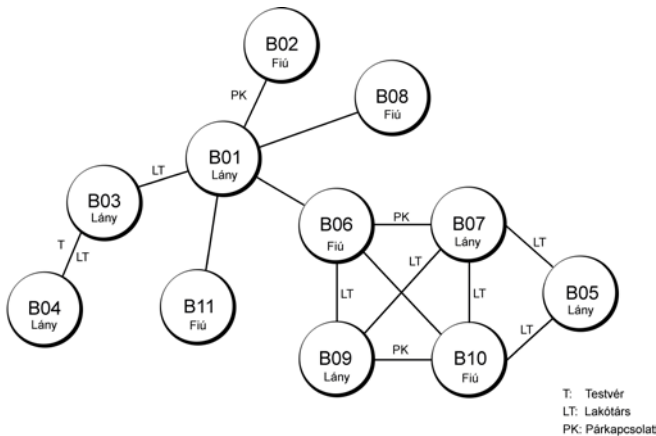 B02
Fiú
PK
B08
Fiú
B01
Lány
LT
B03
Lány
T
LT
B04
Lány
B11
Fiú
B06
Fiú
PK
B07
Lány
LT
LT
LT
LT
B05
Lány
LT
B09
Lány
PK
B10
Fiú
T: Testvér
LT: Lakótárs
PK: Párkapcsolat